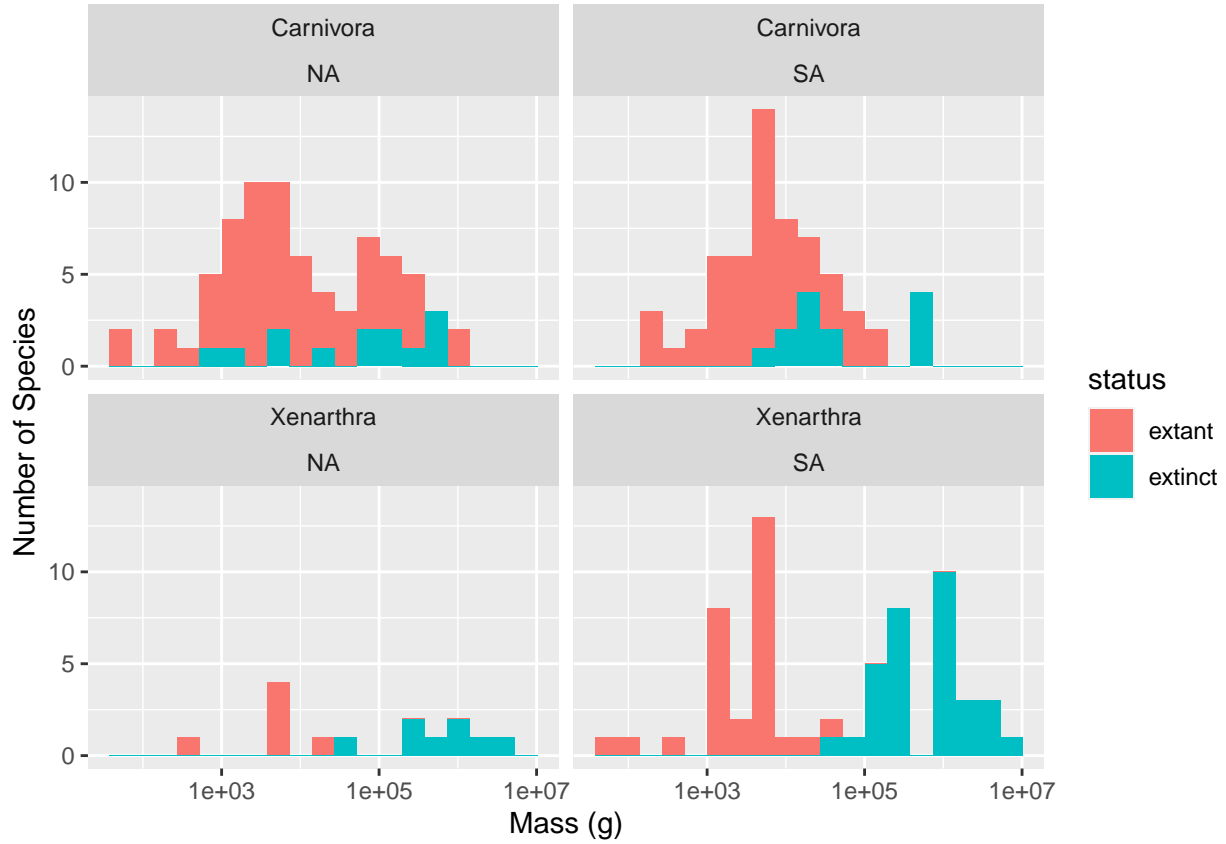 Carnivora
NA
Carnivora
SA
10
5
0
Xenarthra
NA
Xenarthra
SA
10
5
0
1e+03
1e+05
1e+07
1e+03
1e+05
1e+07
Mass (g)
Number of Species
status
extant
extinct